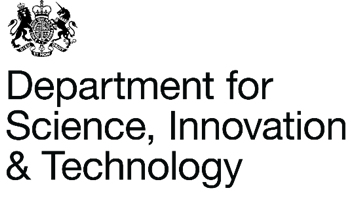 Department for
Science, Innovation
& Technology